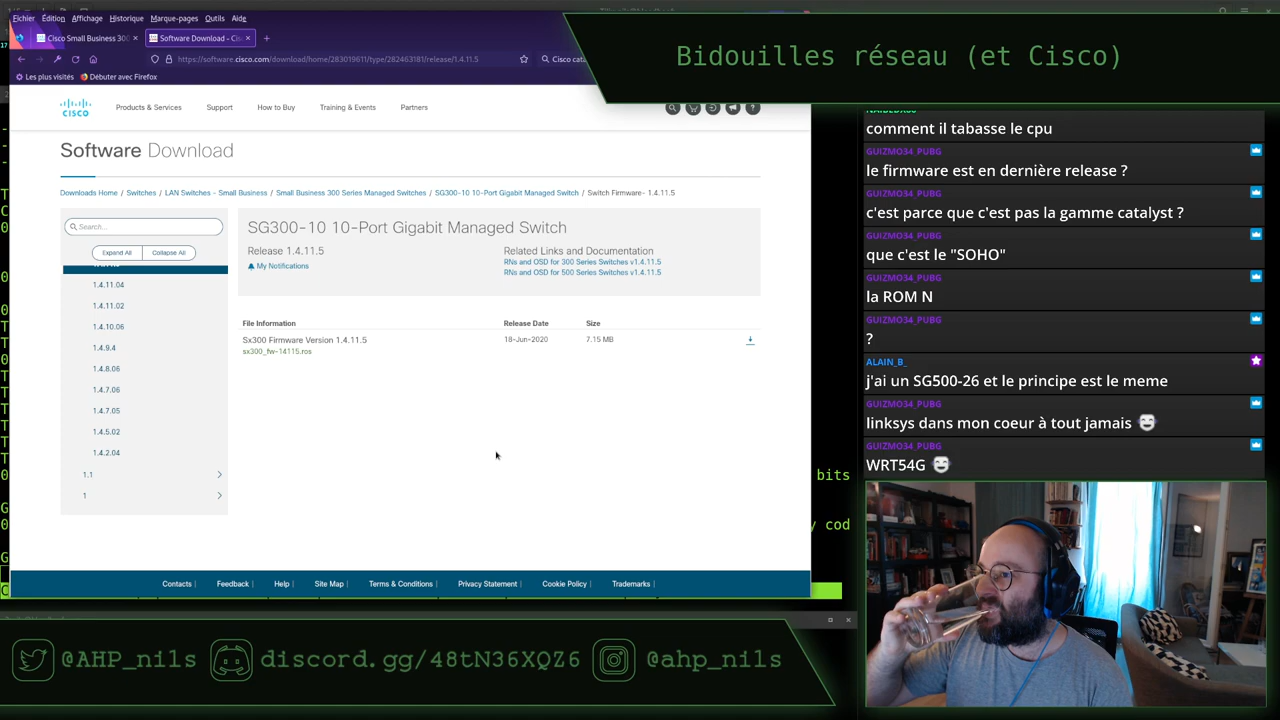 Fichier Édition Affichage Historique Marque-pages Outils Aide
Cisco Small Business 300 ×
Software Download - Cis ×
https://software.cisco.com/download/home/283019611/type/282463181/release/1.4.11.5
Les plus visités
Débuter avec Firefox
Bidouilles réseau (et Cisco)
CISCO
Products & Services
Support
How to Buy
Training & Events
Partners
Software Download
Downloads Home / Switches / LAN Switches - Small Business / Small Business 300 Series Managed Switches / SG300-10 10-Port Gigabit Managed Switch / Switch Firmware- 1.4.11.5
Search...
Expand All
Collapse All
1.4.11.04
1.4.11.02
1.4.10.06
1.4.9.4
1.4.8.06
1.4.7.06
1.4.7.05
1.4.5.02
1.4.2.04
1.1
1
SG300-10 10-Port Gigabit Managed Switch
Release 1.4.11.5
My Notifications
Related Links and Documentation
RNs and OSD for 300 Series Switches v1.4.11.5
RNs and OSD for 500 Series Switches v1.4.11.5
File Information
Release Date
Size
Sx300 Firmware Version 1.4.11.5
18-Jun-2020
7.15 MB
sx300_fw-14115.ros
Contacts | Feedback | Help | Site Map | Terms & Conditions | Privacy Statement | Cookie Policy | Trademarks |
bits
comment il tabasse le cpu
GUIZMO34_PUBG
le firmware est en dernière release ?
GUIZMO34_PUBG
c'est parce que c'est pas la gamme catalyst ?
GUIZMO34_PUBG
que c'est le "SOHO"
GUIZMO34_PUBG
la ROM N
GUIZMO34_PUBG
?
ALAIN_B_
j'ai un SG500-26 et le principe est le meme
GUIZMO34_PUBG
linksys dans mon coeur à tout jamais
GUIZMO34_PUBG
WRT54G
@AHP_nils
discord.gg/48tN36XQZ6
@ahp_nils